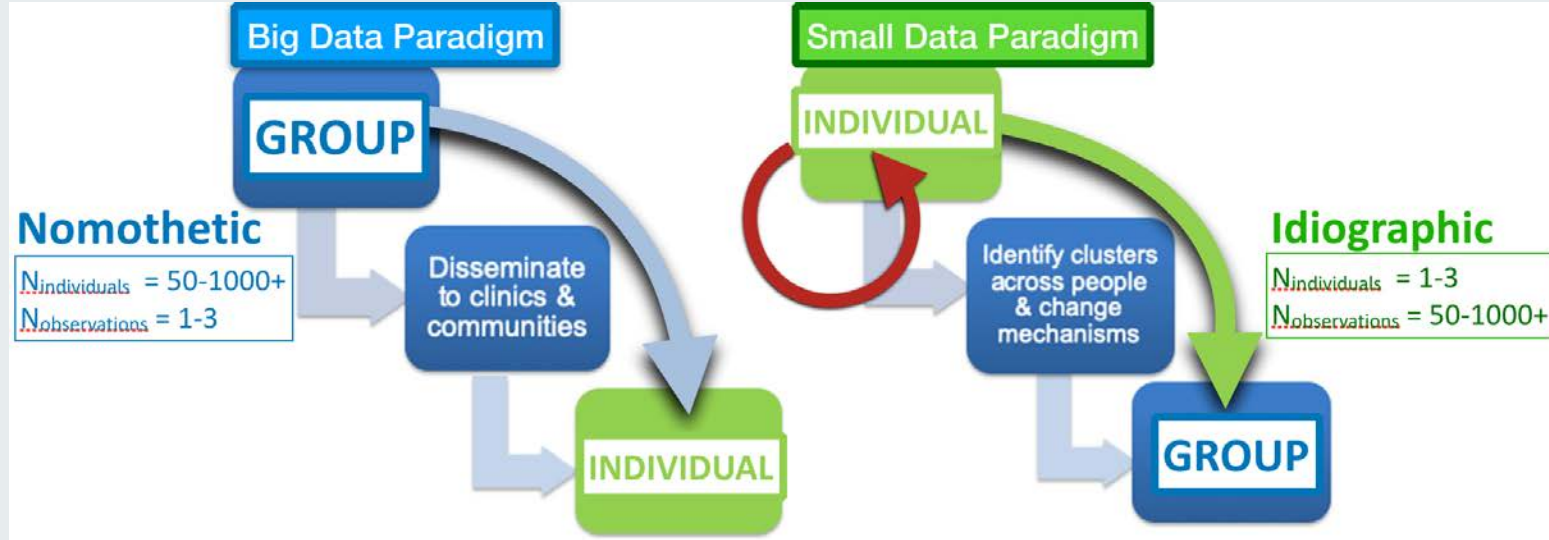 Big Data Paradigm
GROUP
Nomothetic
Nindividuals = 50-1000+
Nobservations = 1-3
Disseminate
to clinics &
communities
INDIVIDUAL
Small Data Paradigm
INDIVIDUAL
Identify clusters
across people
& change
mechanisms
GROUP
Idiographic
Nindividuals = 1-3
Nobservations = 50-1000+